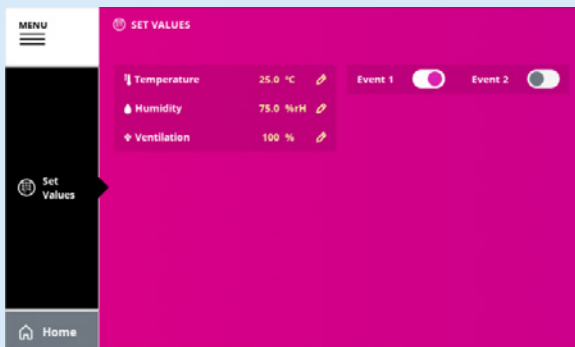 MENU
SET VALUES
Temperature 25.0 °C
Humidity 75.0 %rH
Ventilation 100 %
Event 1
Event 2
Set
Values
Home